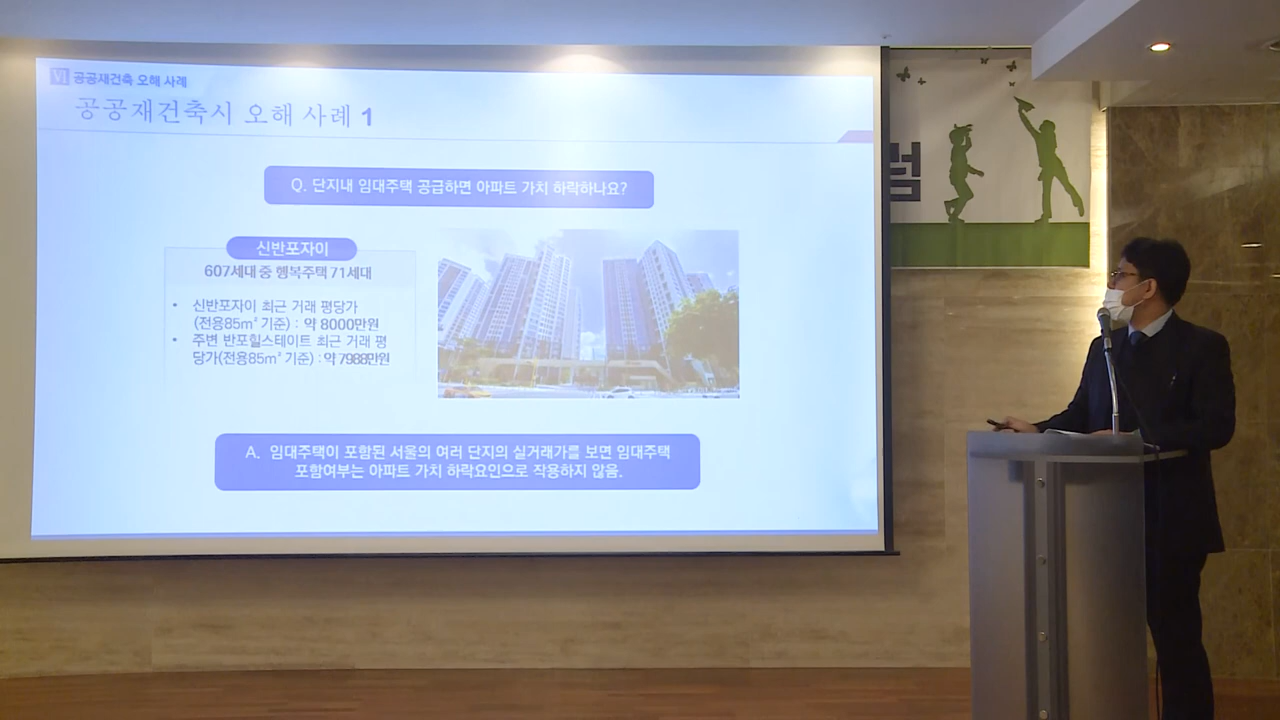 Ⅵ 공공재건축 오해 사례
공공재건축시 오해 사례 1
Q. 단지내 임대주택 공급하면 아파트 가치 하락하나요?
신반포자이
607세대 중 행복주택 71세대
• 신반포자이 최근 거래 평당가
(전용85㎡ 기준) : 약 8000만원
• 주변 반포힐스테이트 최근 거래 평
당가(전용85㎡ 기준) : 약 7988만원
A. 임대주택이 포함된 서울의 여러 단지의 실거래가를 보면 임대주택
포함여부는 아파트 가치 하락요인으로 작용하지 않음.
럼